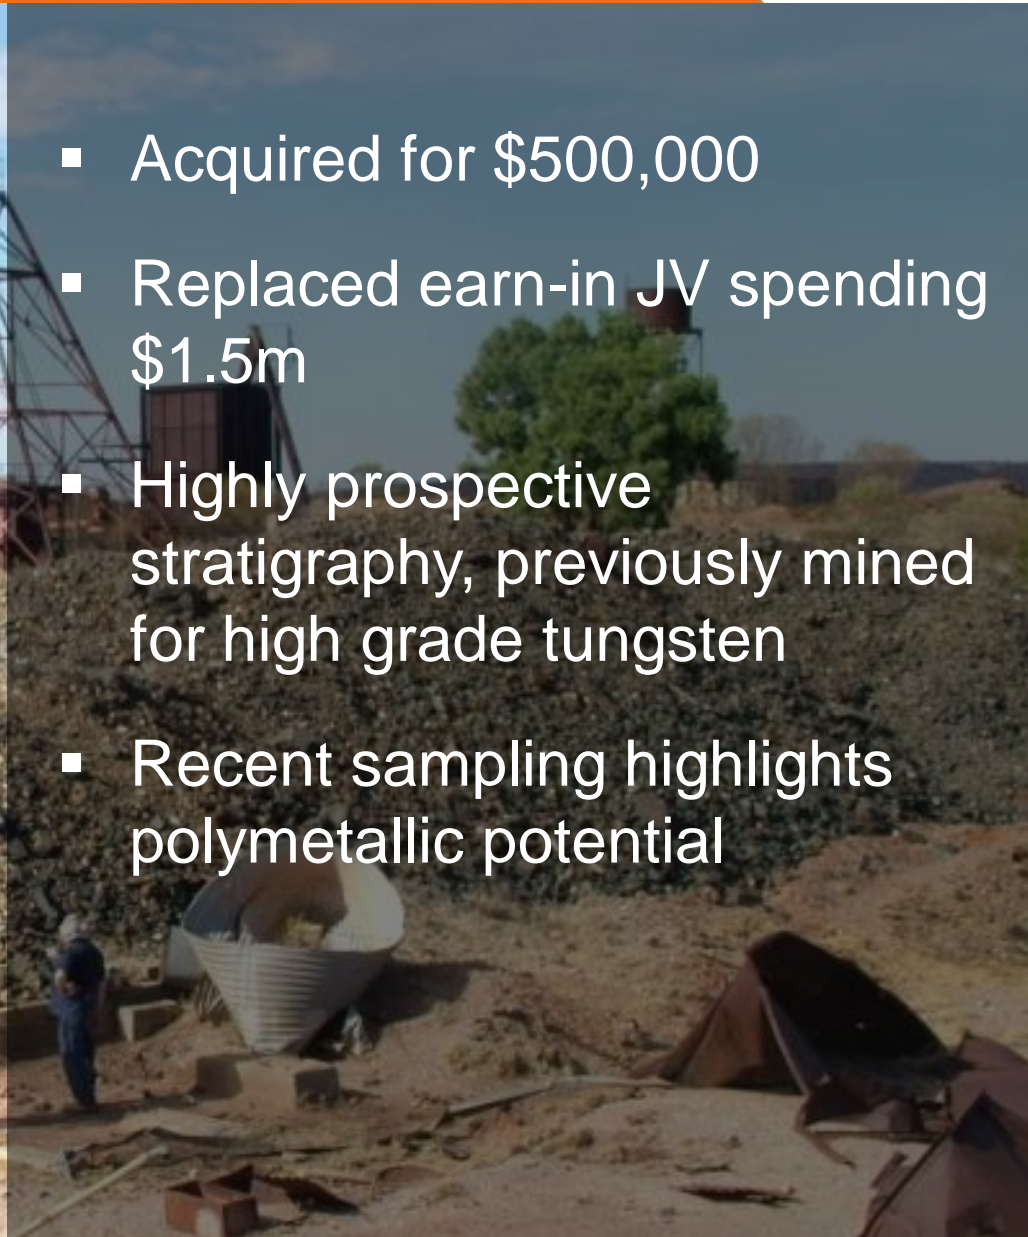 ▪ Acquired for $500,000
▪ Replaced earn-in JV spending
$1.5m
▪ Highly prospective
stratigraphy, previously mined
for high grade tungsten
▪ Recent sampling highlights
polymetallic potential